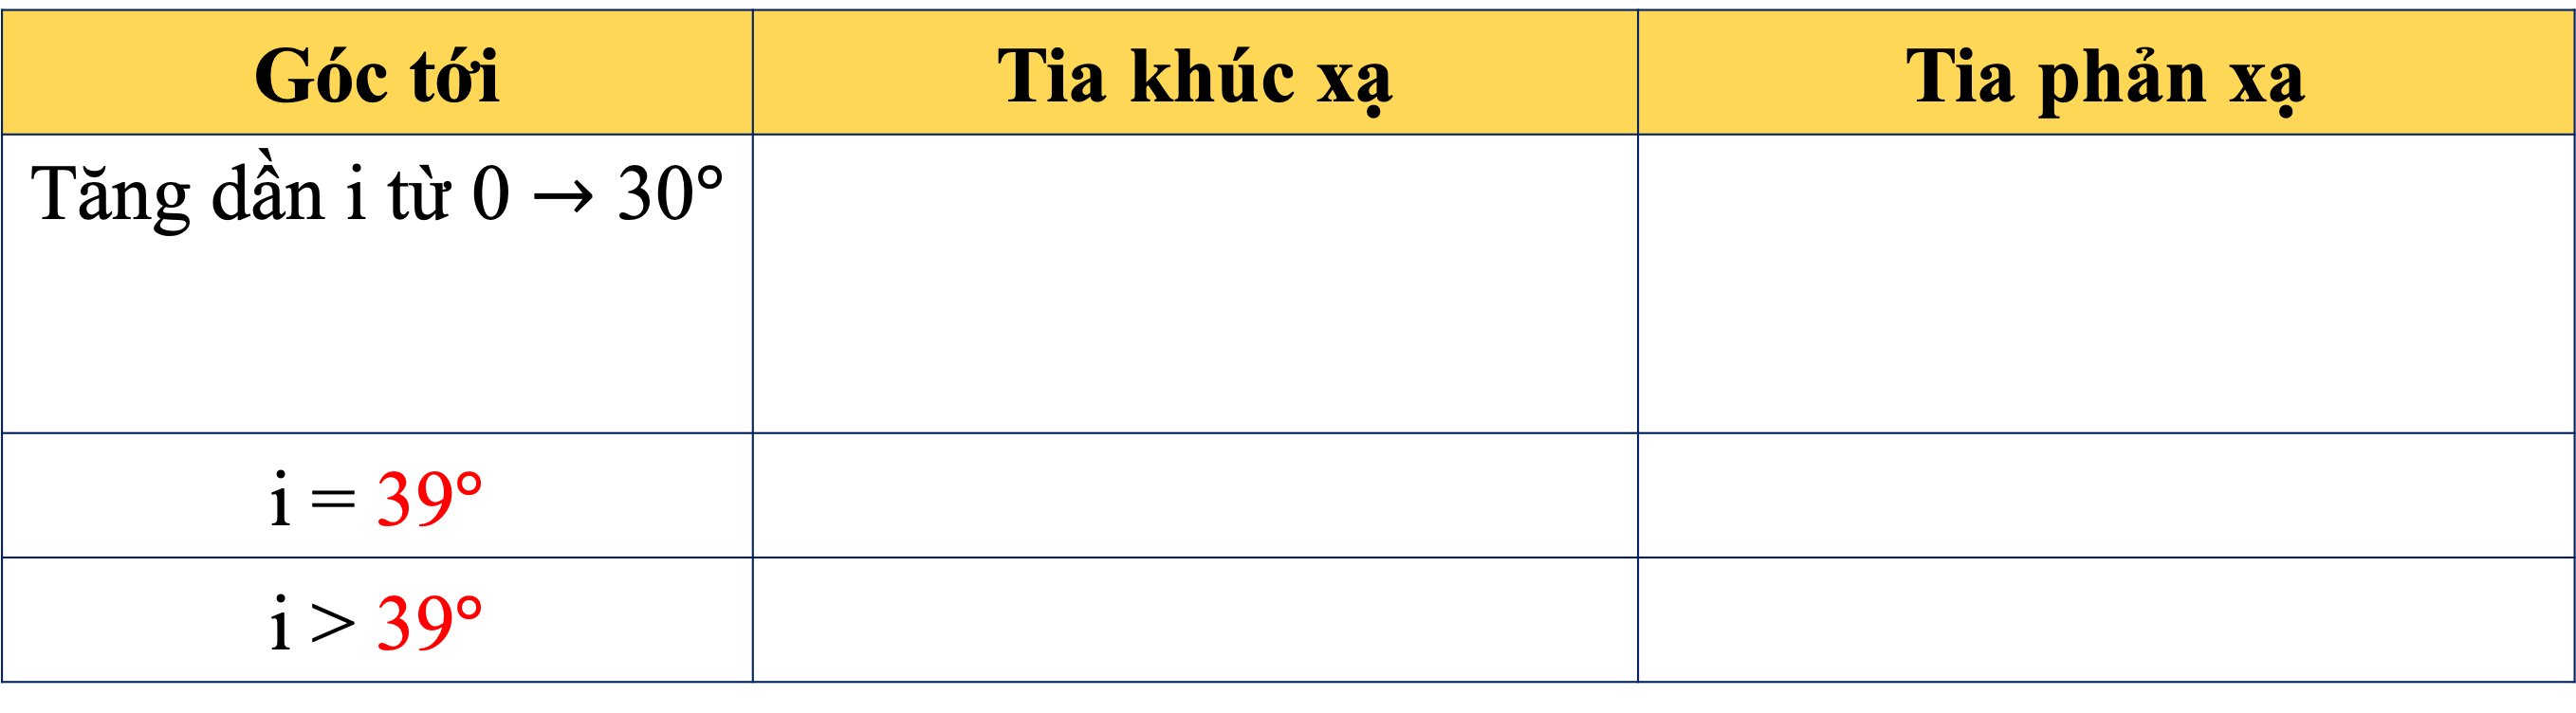 Góc tới
Tia khúc xạ
Tia phản xạ
Tăng dần i từ 0 → 30°
i = 39°
i > 39°